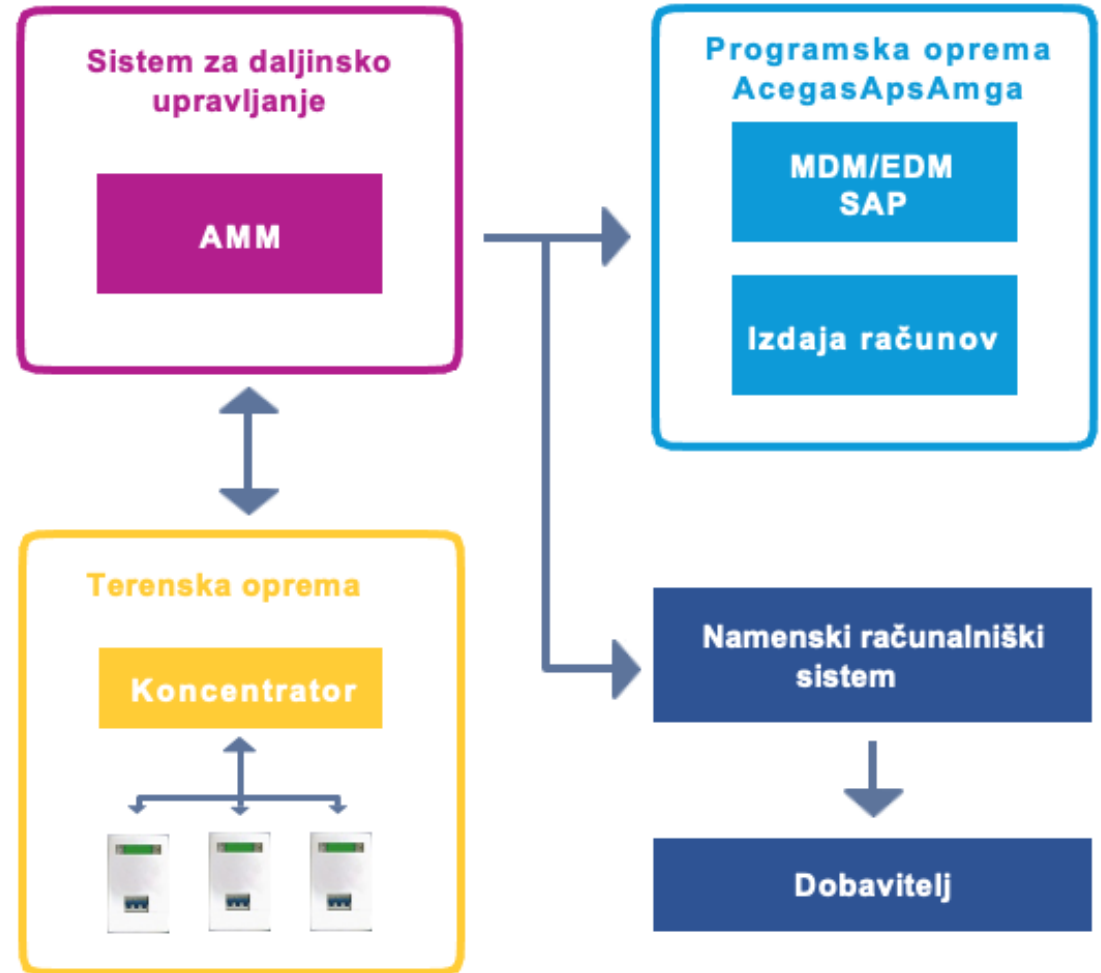 Sistem za daljinsko
upravljanje
AMM
Programska oprema
AcegasApsAmga
MDM/EDM
SAP
Izdaja računov
Terenska oprema
Koncentrator
Namenski računalniški
sistem
Dobavitelj